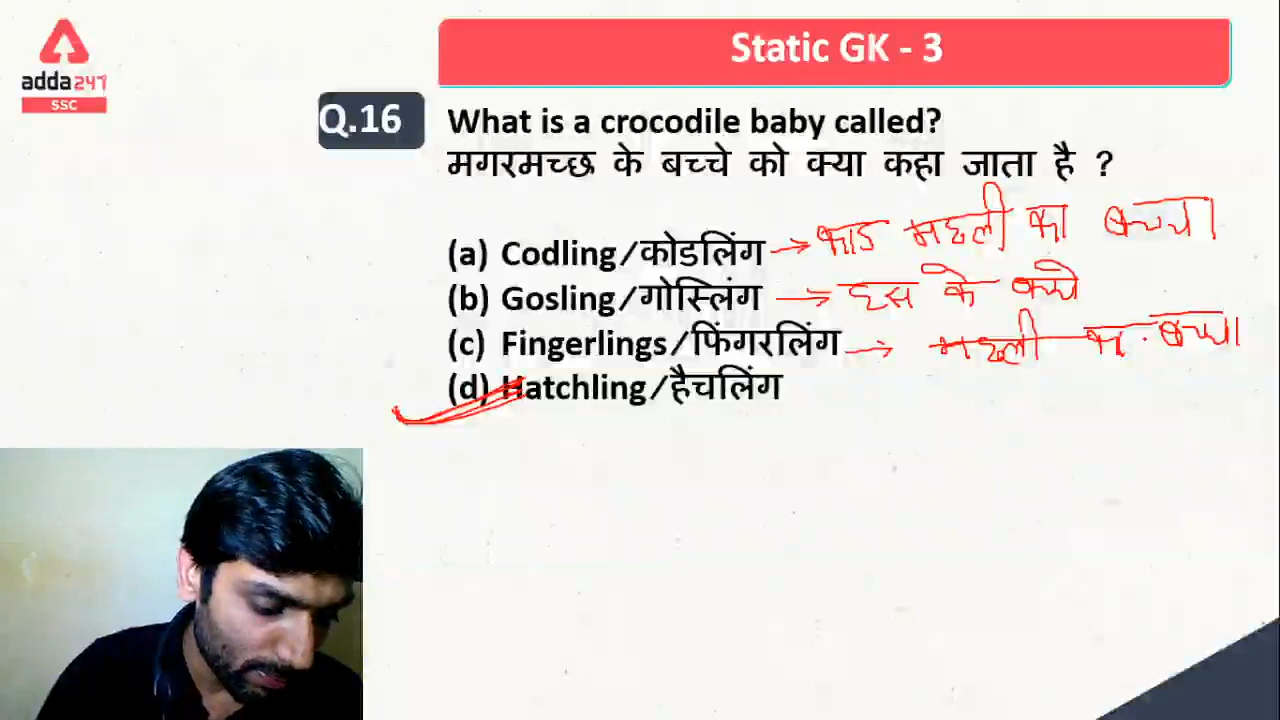 adda247
SSC
Static GK - 3
Q.16
What is a crocodile baby called?
मगरमच्छ के बच्चे को क्या कहा जाता है ?
(a) Codling/कोडलिंग → काड मछली का बच्चा
(b) Gosling/गोस्लिंग → हंस के बच्चे
(c) Fingerlings/फिंगरलिंग → मछली का बच्चा
(d) Hatchling/हैचलिंग